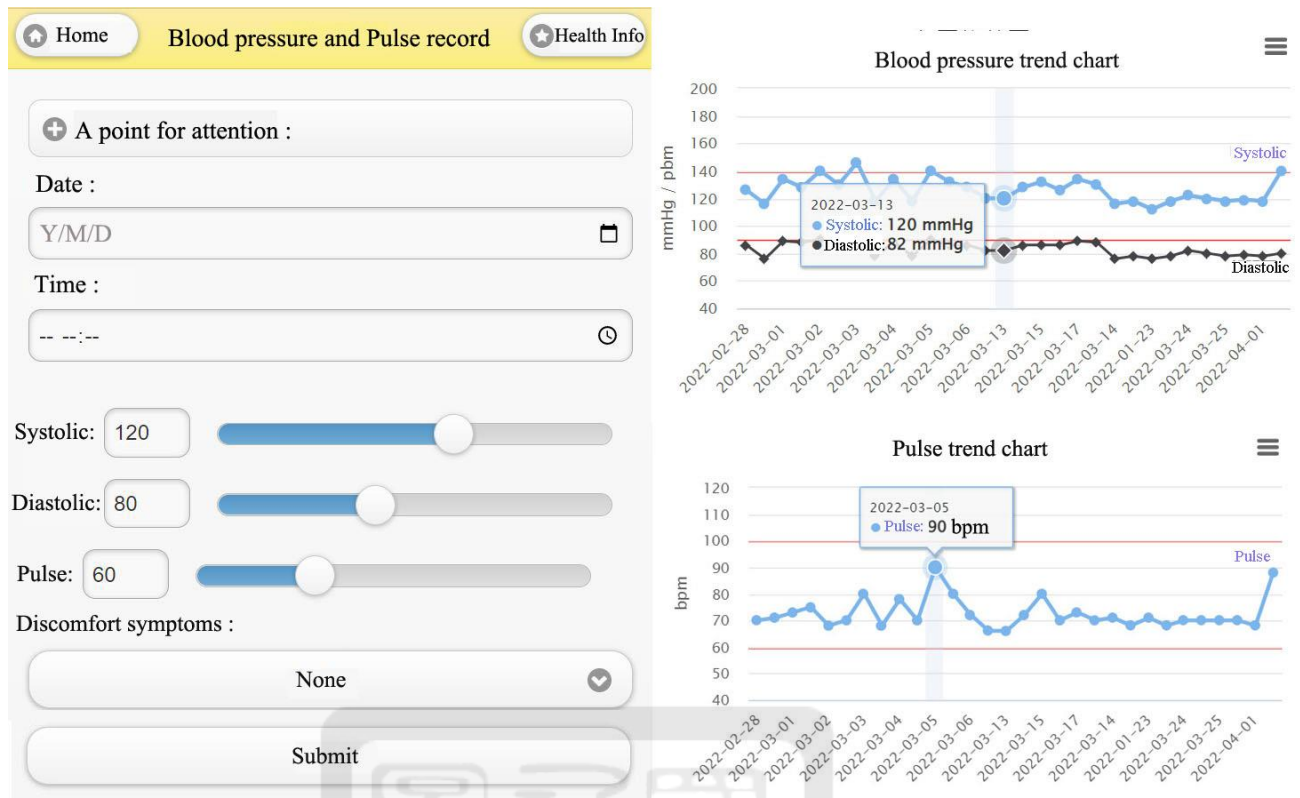 Home
Blood pressure and Pulse record
Health Info
A point for attention :
Date :
Y/M/D
Time :
-- --:--
Systolic: 120
Diastolic: 80
Pulse: 60
Discomfort symptoms :
None
Submit
Blood pressure trend chart
mmHg / pbm
200
180
160
140
120
100
80
60
40
Systolic
Diastolic
2022-03-13
Systolic: 120 mmHg
Diastolic: 82 mmHg
2022-02-28
2022-03-01
2022-03-02
2022-03-03
2022-03-04
2022-03-05
2022-03-06
2022-03-13
2022-03-15
2022-03-17
2022-03-14
2022-01-23
2022-03-24
2022-03-25
2022-04-01
Pulse trend chart
bpm
120
110
100
90
80
70
60
50
40
2022-03-05
Pulse: 90 bpm
Pulse
2022-02-28
2022-03-01
2022-03-02
2022-03-03
2022-03-04
2022-03-05
2022-03-06
2022-03-13
2022-03-15
2022-03-17
2022-03-14
2022-01-23
2022-03-24
2022-03-25
2022-04-01